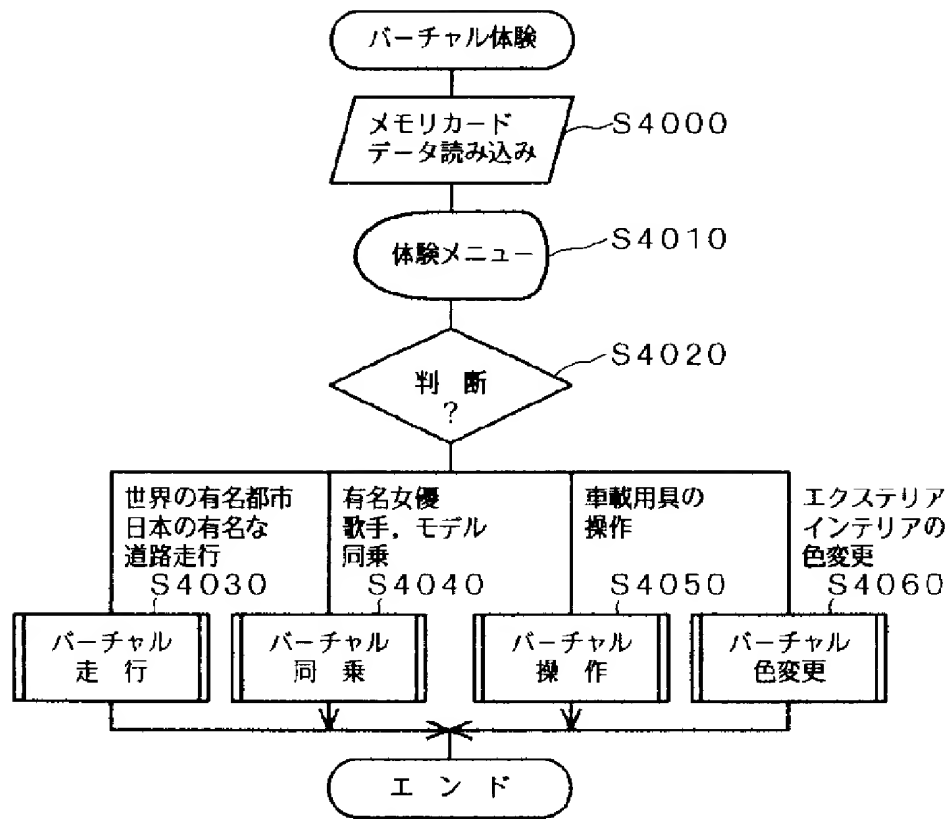 バーチャル体験
メモリカード
データ読み込み
S4000
体験メニュー
S4010
判 断
?
S4020
世界の有名都市
日本の有名な
道路走行
S4030
有名女優
歌手,モデル
同乗
S4040
車載用具の
操作
S4050
エクステリア
インテリアの
色変更
S4060
バーチャル
走 行
バーチャル
同 乗
バーチャル
操 作
バーチャル
色変更
エ ン ド